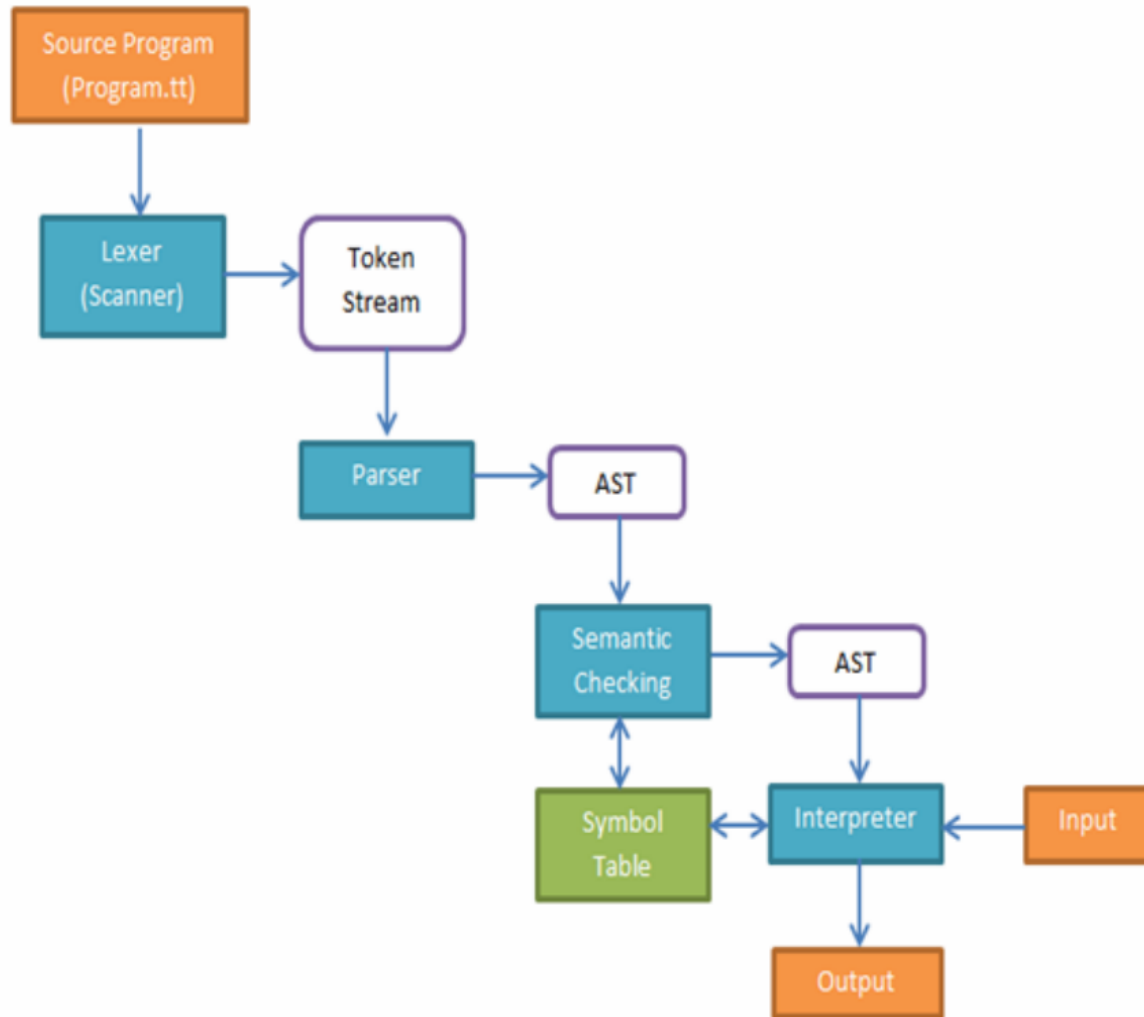 Source Program
(Program.tt)
Lexer
(Scanner)
Token
Stream
Parser
AST
Semantic
Checking
AST
Symbol
Table
Interpreter
Input
Output